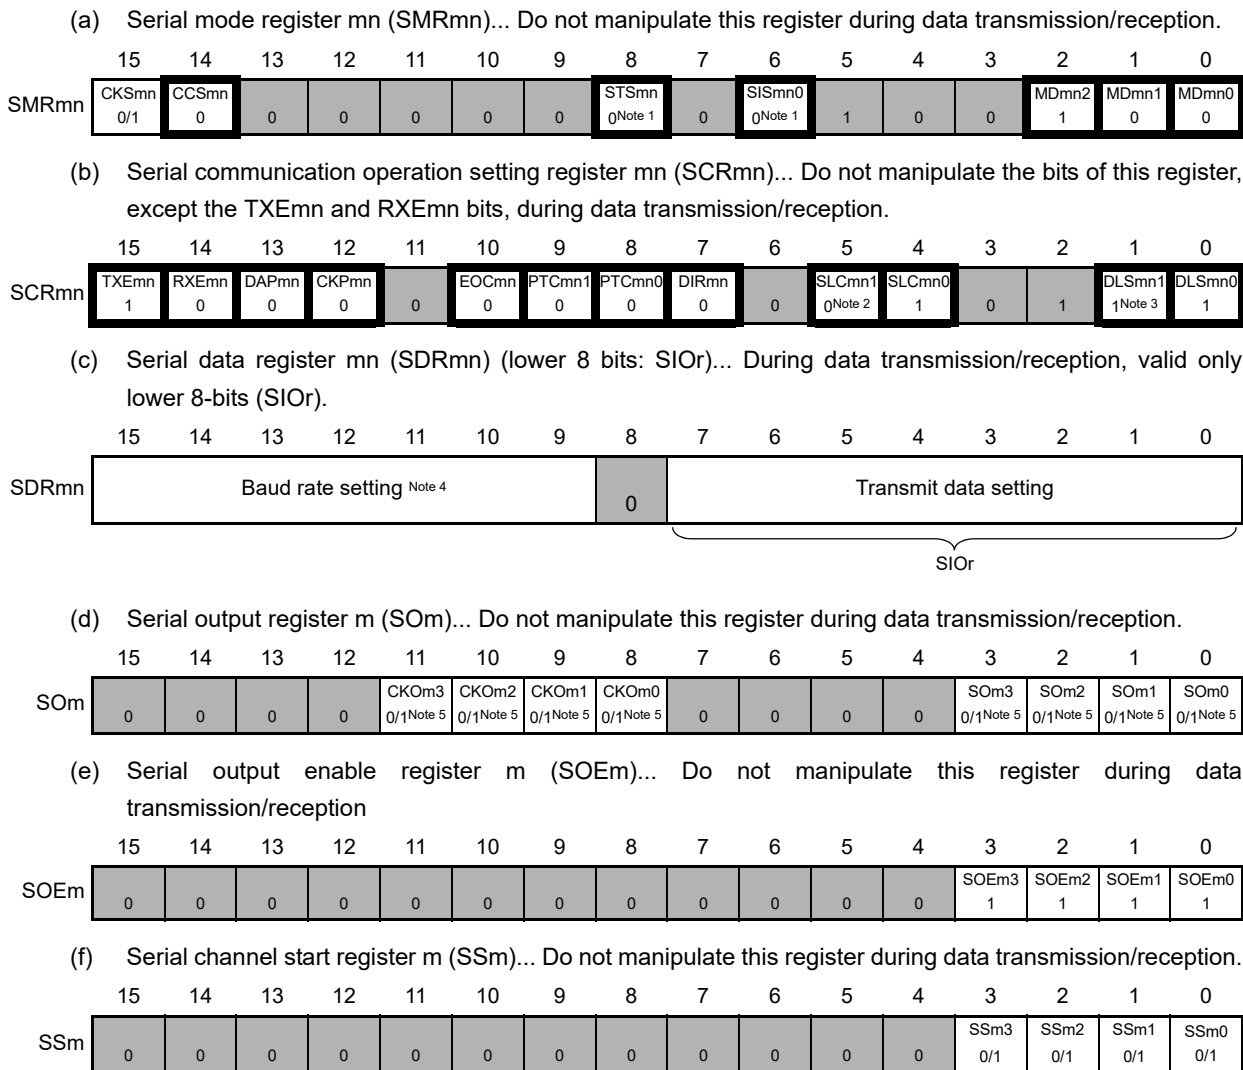 (a) Serial mode register mn (SMRmn)... Do not manipulate this register during data transmission/reception.
15 14 13 12 11 10 9 8 7 6 5 4 3 2 1 0
SMRmn CKSmn CCSmn STSmn SISmn0 MDmn2 MDmn1 MDmn0
0/1 0 0 0 0 0 0 0Note 1 0 0Note 1 1 0 0 1 0 0
(b) Serial communication operation setting register mn (SCRmn)... Do not manipulate the bits of this register,
except the TXEmn and RXEmn bits, during data transmission/reception.
15 14 13 12 11 10 9 8 7 6 5 4 3 2 1 0
SCRmn TXEmn RXEmn DAPmn CKPmn EOCmn PTCmn1 PTCmn0 DIRmn SLCmn1 SLCmn0 DLSmn1 DLSmn0
1 0 0 0 0 0 0 0 0 0 0Note 2 1 0 1 1Note 3 1
(c) Serial data register mn (SDRmn) (lower 8 bits: SIOr)... During data transmission/reception, valid only
lower 8-bits (SIOr).
15 14 13 12 11 10 9 8 7 6 5 4 3 2 1 0
SDRmn Baud rate setting Note 4 0 Transmit data setting
SIOr
(d) Serial output register m (SOm)... Do not manipulate this register during data transmission/reception.
15 14 13 12 11 10 9 8 7 6 5 4 3 2 1 0
SOm CKOm3 CKOm2 CKOm1 CKOm0 SOm3 SOm2 SOm1 SOm0
0 0 0 0 0/1Note 5 0/1Note 5 0/1Note 5 0/1Note 5 0 0 0 0 0/1Note 5 0/1Note 5 0/1Note 5 0/1Note 5
(e) Serial output enable register m (SOEm)... Do not manipulate this register during data
transmission/reception
15 14 13 12 11 10 9 8 7 6 5 4 3 2 1 0
SOEm SOEm3 SOEm2 SOEm1 SOEm0
0 0 0 0 0 0 0 0 0 0 0 0 1 1 1 1
(f) Serial channel start register m (SSm)... Do not manipulate this register during data transmission/reception.
15 14 13 12 11 10 9 8 7 6 5 4 3 2 1 0
SSm SSm3 SSm2 SSm1 SSm0
0 0 0 0 0 0 0 0 0 0 0 0 0/1 0/1 0/1 0/1